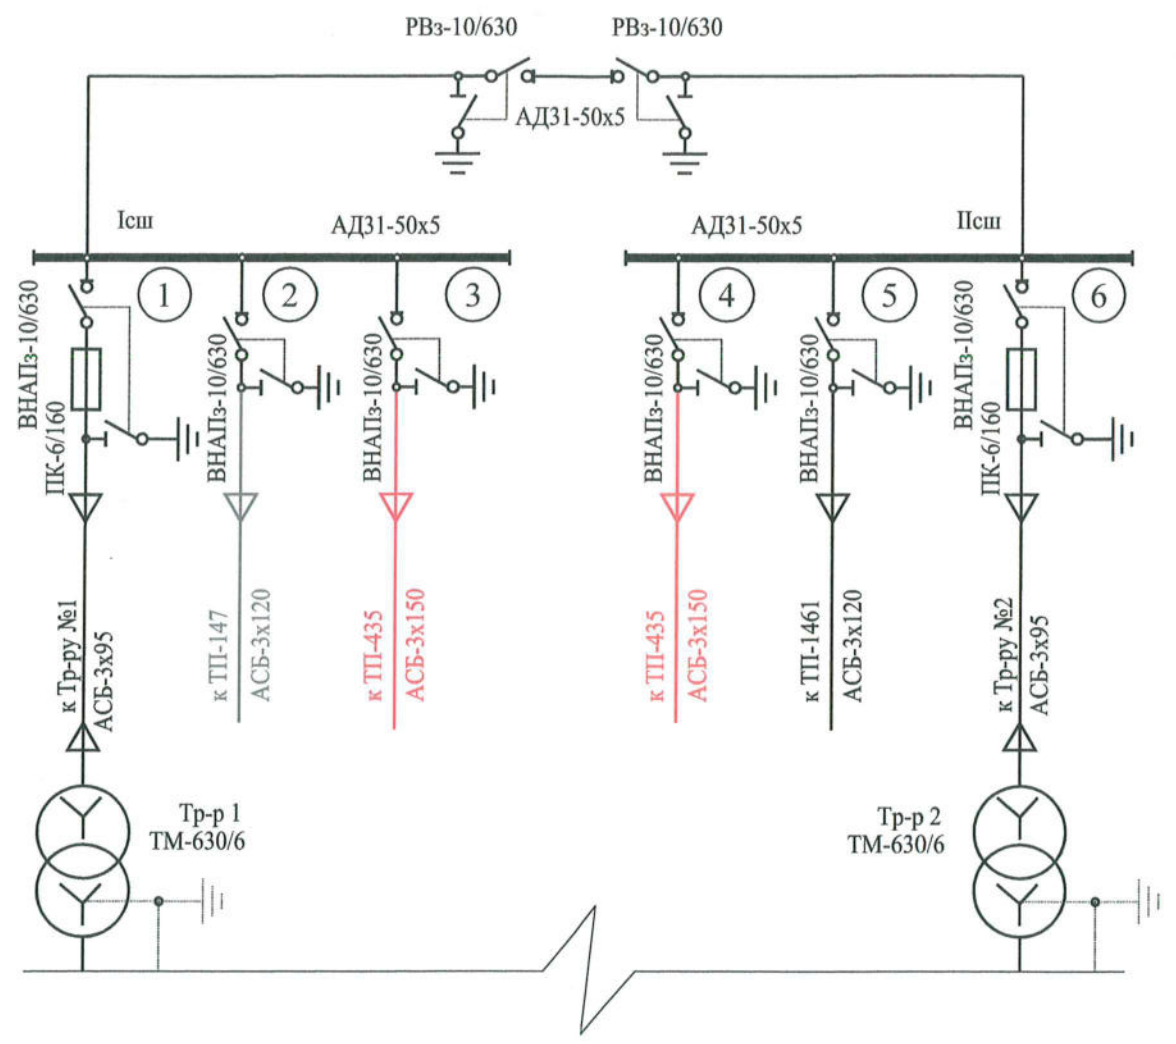 РВз-10/630
РВз-10/630
АД31-50х5
Iсш
АД31-50х5
АД31-50х5
IIсш
1
2
3
4
5
6
ВНАПз-10/630
ПК-6/160
ВНАПз-10/630
ВНАПз-10/630
ВНАПз-10/630
ВНАПз-10/630
ВНАПз-10/630
ПК-6/160
к Тр-ру №1
АСБ-3х95
к ТП-147
АСБ-3х120
к ТП-435
АСБ-3х150
к ТП-435
АСБ-3х150
к ТП-1461
АСБ-3х120
к Тр-ру №2
АСБ-3х95
Тр-р 1
ТМ-630/6
Тр-р 2
ТМ-630/6